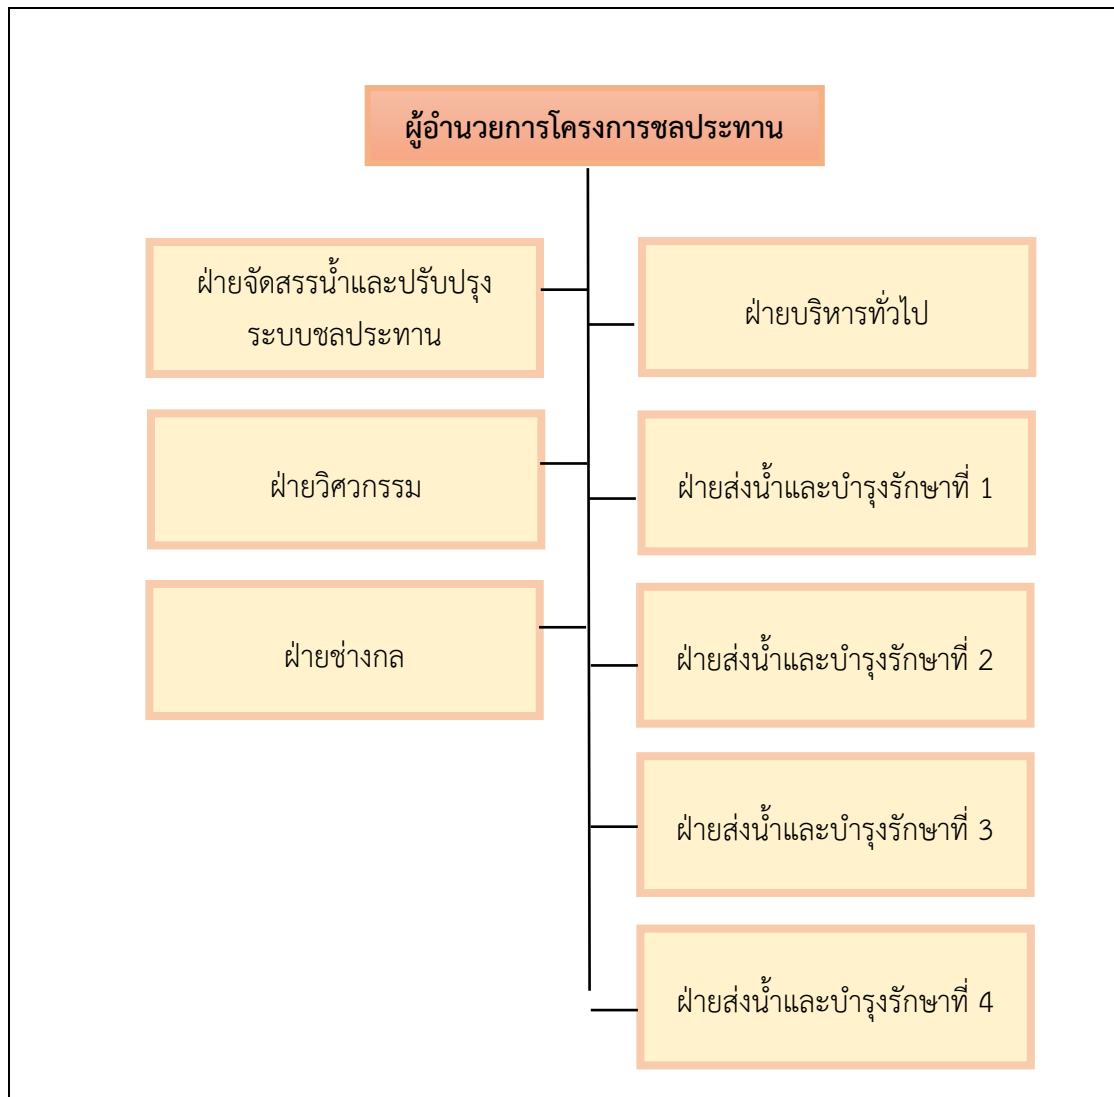 ผู้อำนวยการโครงการชลประทาน
ฝ่ายจัดสรรน้ำและปรับปรุง
ระบบชลประทาน
ฝ่ายบริหารทั่วไป
ฝ่ายวิศวกรรม
ฝ่ายส่งน้ำและบำรุงรักษาที่ 1
ฝ่ายช่างกล
ฝ่ายส่งน้ำและบำรุงรักษาที่ 2
ฝ่ายส่งน้ำและบำรุงรักษาที่ 3
ฝ่ายส่งน้ำและบำรุงรักษาที่ 4